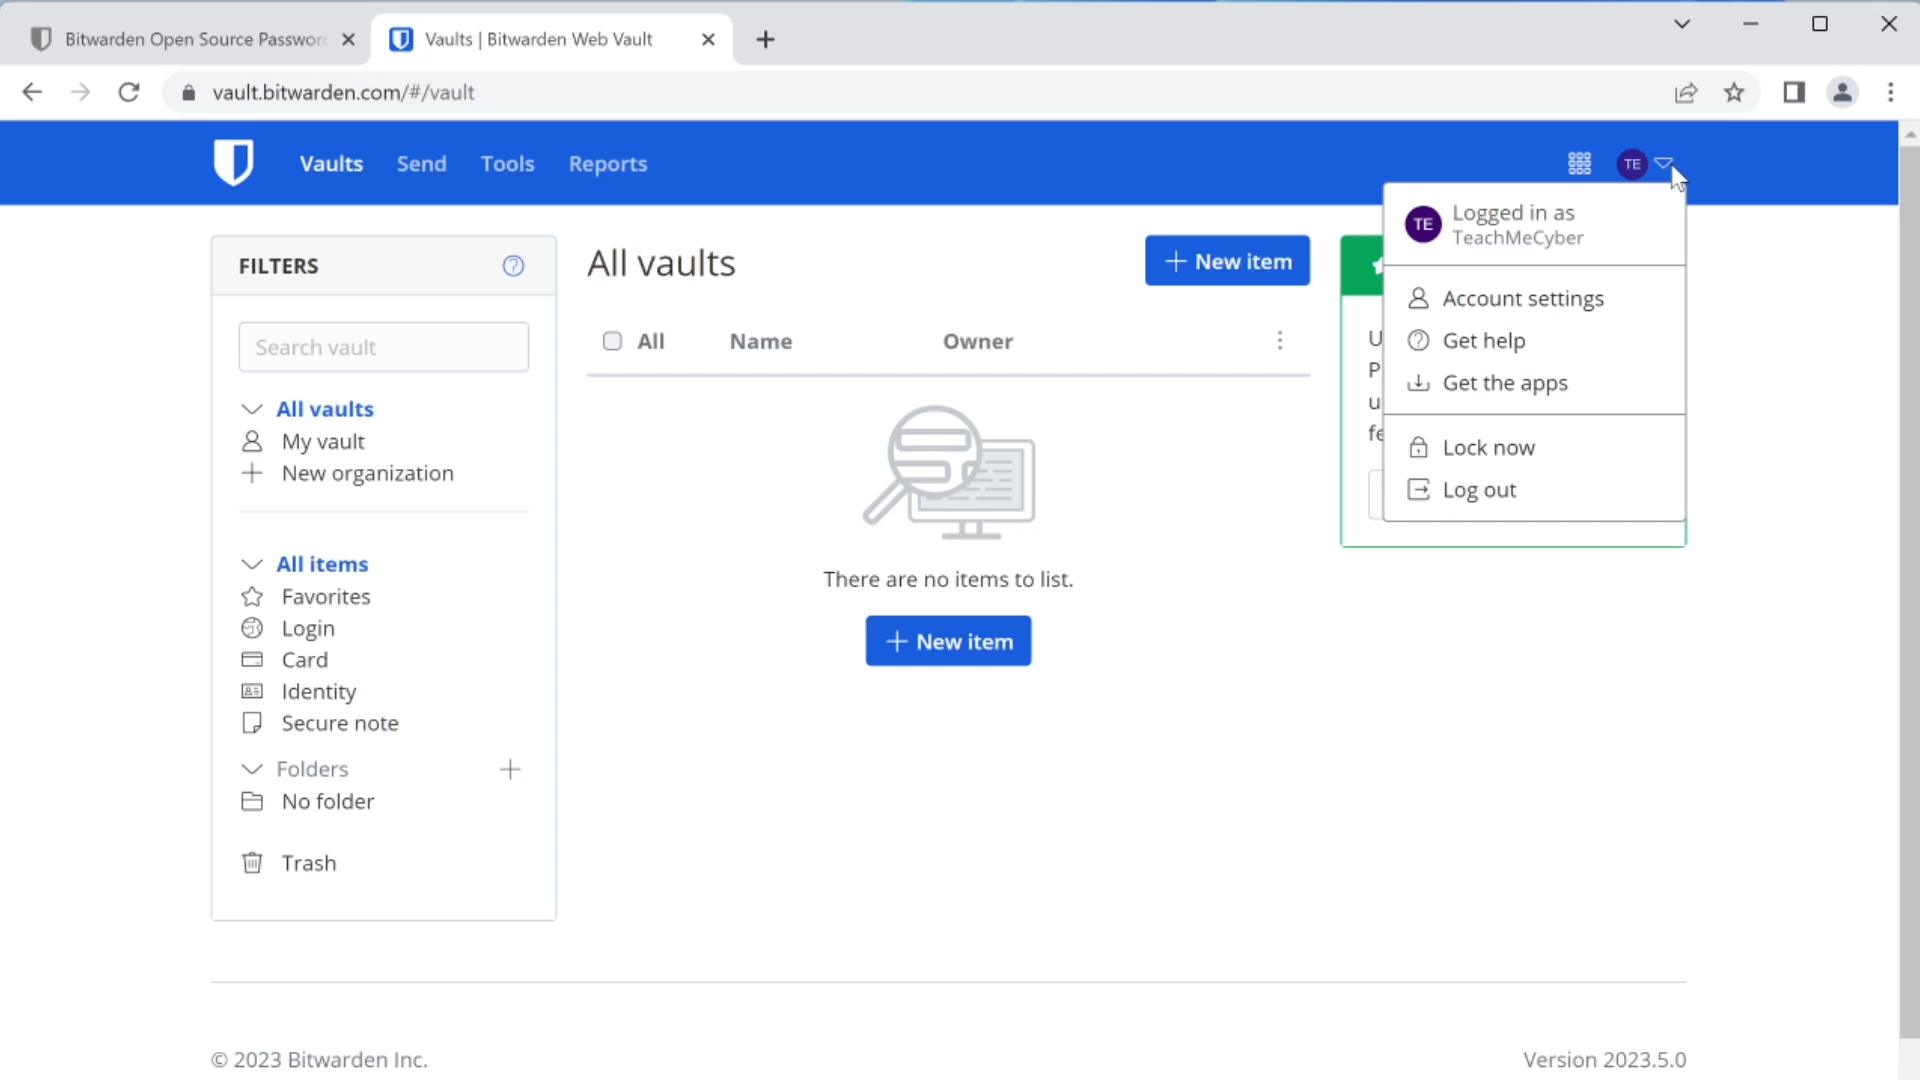 Bitwarden Open Source Passwor
Vaults | Bitwarden Web Vault
vault.bitwarden.com/#/vault
Vaults Send Tools Reports
TE
TE Logged in as
TeachMeCyber
Account settings
Get help
Get the apps
Lock now
Log out
FILTERS
Search vault
All vaults
My vault
New organization
All items
Favorites
Login
Card
Identity
Secure note
Folders
No folder
Trash
All vaults
New item
All Name Owner
There are no items to list.
New item
U
P
u
fe
© 2023 Bitwarden Inc.
Version 2023.5.0